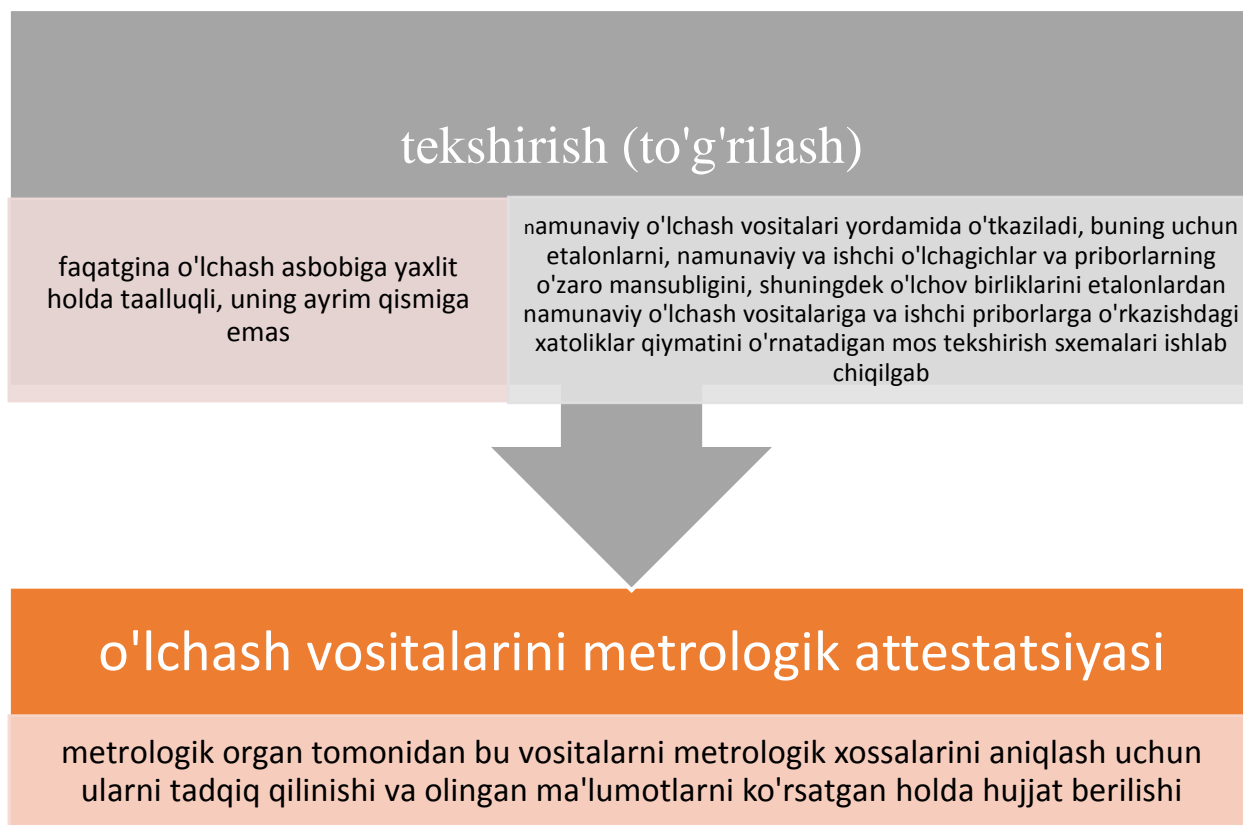 tekshirish (to'g'rilash)
faqatgina o'lchash asbobiga yaxlit
holda taalluqli, uning ayrim qismiga
emas
namunaviy o'lchash vositalari yordamida o'tkaziladi, buning uchun
etalonlarni, namunaviy va ishchi o'lchagichlar va priborlarning
o'zaro mansubligini, shuningdek o'lchov birliklarini etalonlardan
namunaviy o'lchash vositalariga va ishchi priborlarga o'rkazishdagi
xatoliklar qiymatini o'rnatadigan mos tekshirish sxemalari ishlab
chiqilgab
o'lchash vositalarini metrologik attestatsiyasi
metrologik organ tomonidan bu vositalarni metrologik xossalarini aniqlash uchun
ularni tadqiq qilinishi va olingan ma'lumotlarni ko'rsatgan holda hujjat berilishi